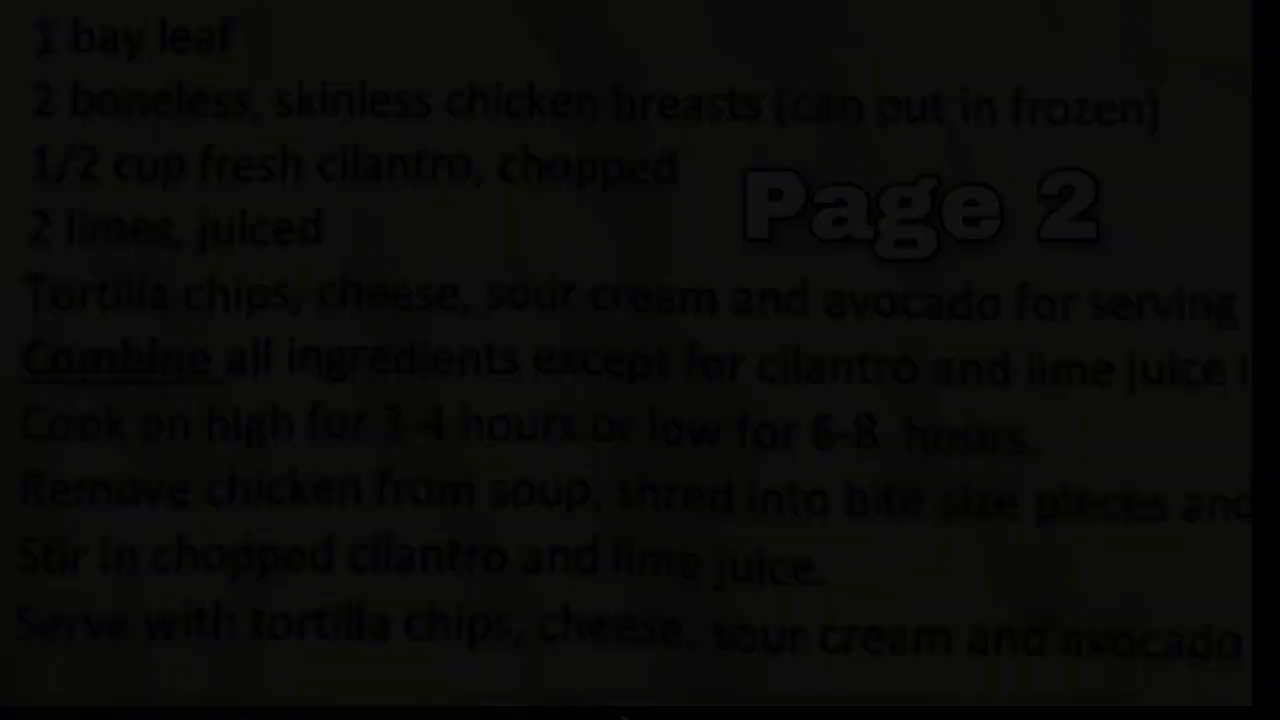 1 bay leaf
2 boneless, skinless chicken breasts (can put in frozen)
1/2 cup fresh cilantro, chopped
Page 2
2 limes, juiced
Tortilla chips, cheese, sour cream and avocado for serving
Combine all ingredients except for cilantro and lime juice
Cook on high for 3-4 hours or low for 6-8 hours.
Remove chicken from soup, shred into bite size pieces and
Stir in chopped cilantro and lime juice.
Serve with tortilla chips, cheese, sour cream and avocado